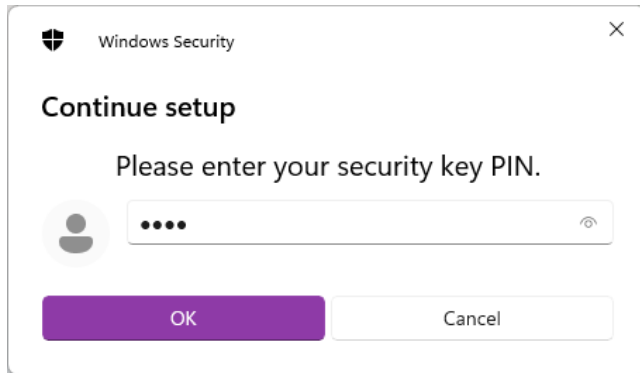 Windows Security
Continue setup
Please enter your security key PIN.
••••
OK
Cancel